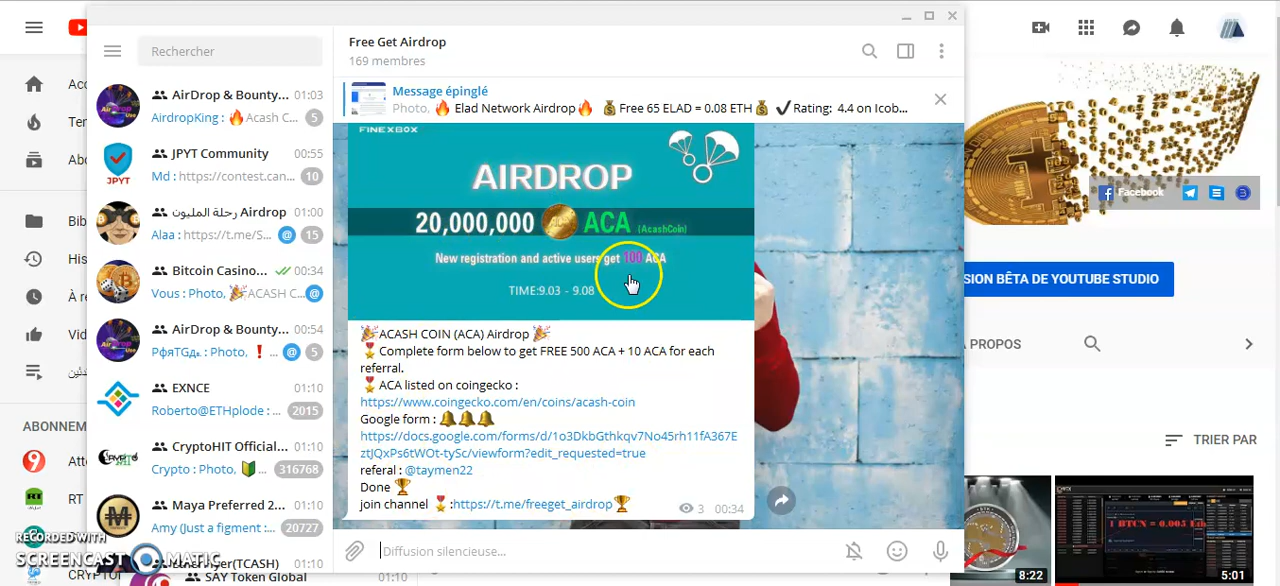 Rechercher
Free Get Airdrop
169 membres
Message épinglé
Photo, 🔥 Elad Network Airdrop🔥 💰 Free 65 ELAD = 0.08 ETH 💰 ✔Rating: 4.4 on Icob...
AirDrop & Bounty... 01:03
AirdropKing : 🔥Acash C... 5
JPYT Community 00:55
Md : https://contest.can... 10
رحلة المليون Airdrop 01:00
Alaa : https://t.me/S... @ 15
Bitcoin Casino... 00:34
Vous : Photo, 🎉ACASH C... @
AirDrop & Bounty... 00:54
PфяTGд. : Photo, ❗ ... @ 5
EXNCE 01:10
Roberto@ETHplode : ... 2015
CryptoHIT Official... 01:10
Crypto : Photo, 🔰 ... 316768
Maya Preferred 2... 01:10
Amy (Just a figment :... 20727
SAY Token Global 01:10
FINEXBOX
AIRDROP
20,000,000 ACA (AcashCoin)
New registration and active users get 100 ACA
TIME:9.03 - 9.08
🎉ACASH COIN (ACA) Airdrop 🎉
🎖Complete form below to get FREE 500 ACA + 10 ACA for each
referral.
🎖ACA listed on coingecko :
https://www.coingecko.com/en/coins/acash-coin
Google form : 🔔🔔🔔
https://docs.google.com/forms/d/1o3DkbGthkqv7No45rh11fA367E
ztJQxPs6tWOt-tySc/viewform?edit_requested=true
referal : @taymen22
Done 🏆
:https://t.me/freeget_airdrop🏆
3 00:34
Diffusion silencieuse...
Acc
Ten
Abo
Bib
His
À re
Vid
ABONNEM
Att
RT
CRYPTO
RECORDED WITH
SCREENCAST MATIC
JPYT
Facebook
SION BÊTA DE YOUTUBE STUDIO
À PROPOS
TRIER PAR
8:22
5:01